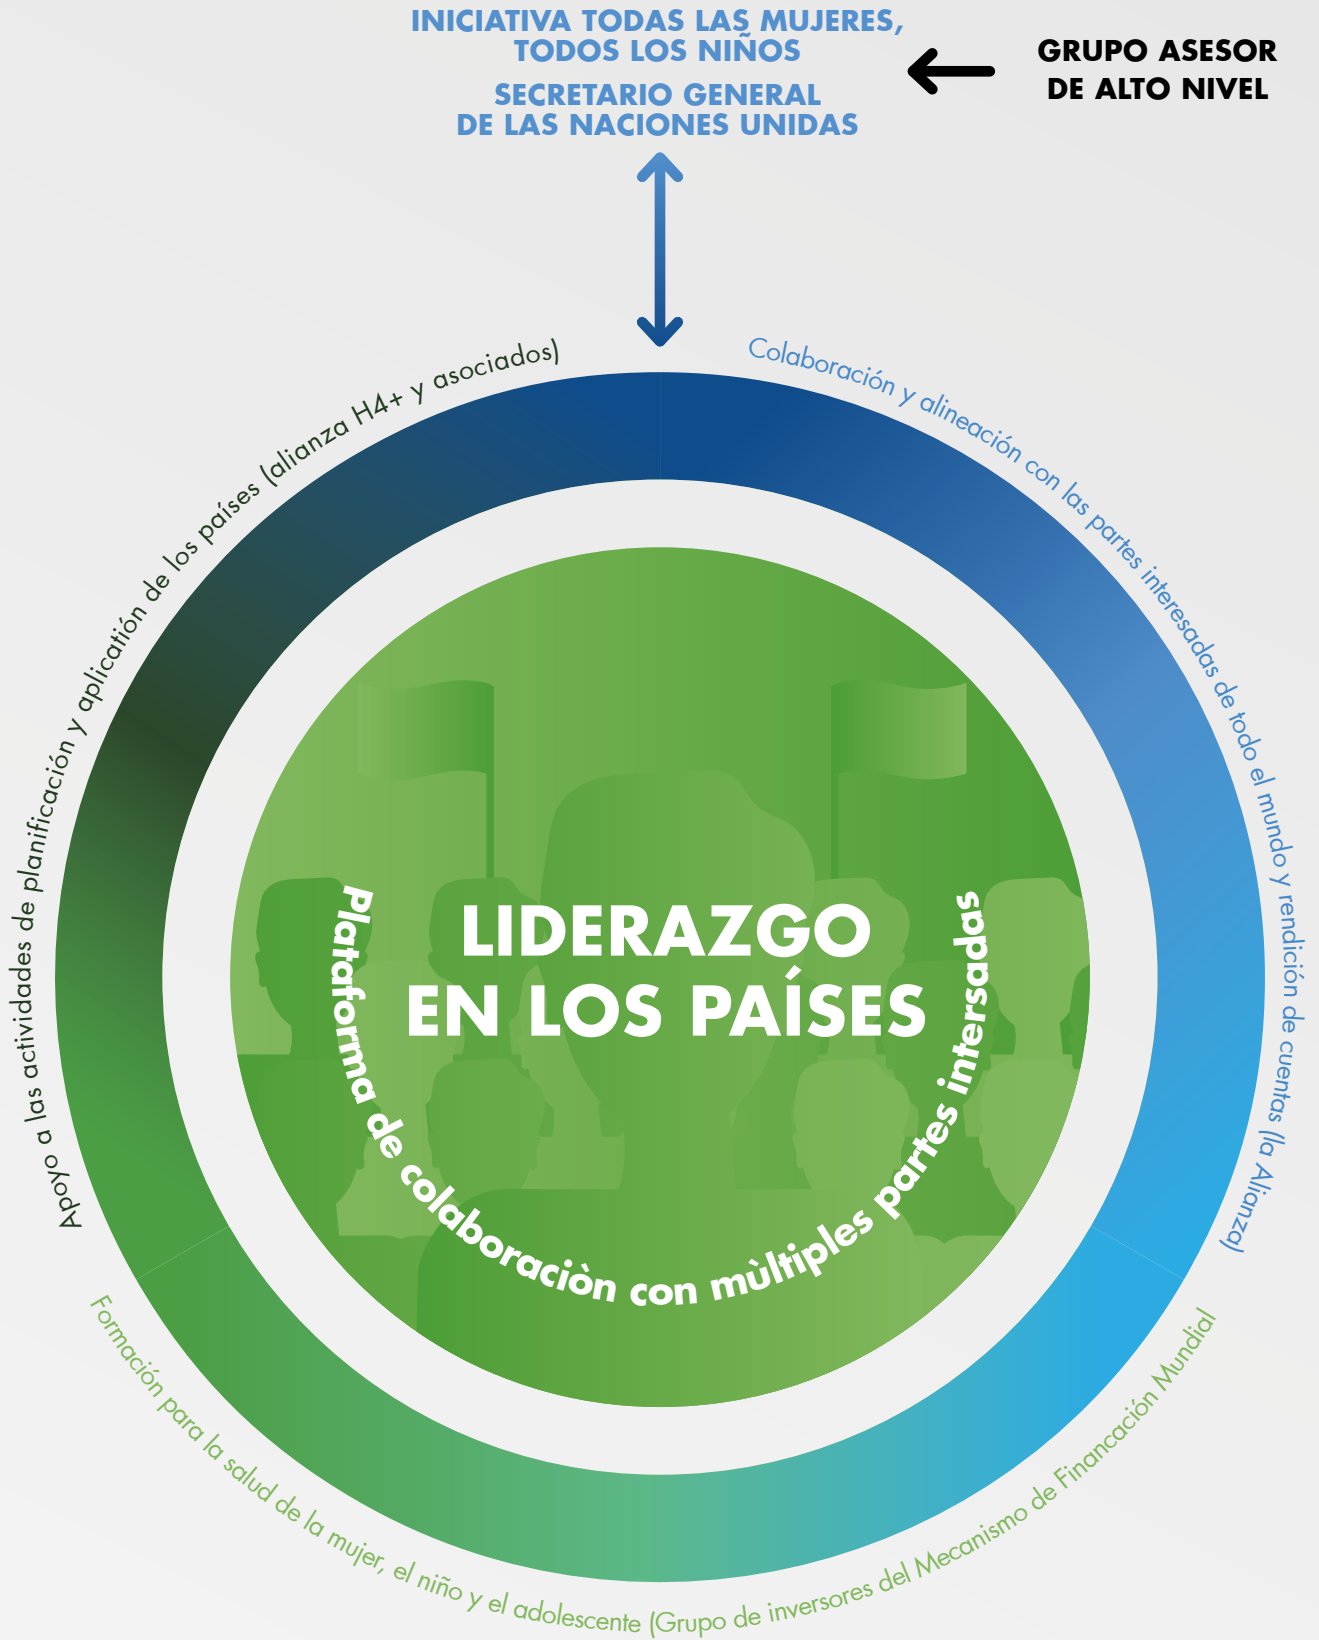 INICIATIVA TODAS LAS MUJERES,
TODOS LOS NIÑOS
SECRETARIO GENERAL
DE LAS NACIONES UNIDAS
GRUPO ASESOR
DE ALTO NIVEL
Apoyo a las actividades de planificación y aplicatión de los países (alianza H4+ y asociados)
Colaboración y alineación con las partes interesadas de todo el mundo y rendición de cuentas (la Alianza)
LIDERAZGO
EN LOS PAÍSES
Plataforma de colaboraciòn con mùltiples partes intersadas
Formación para la salud de la mujer, el niño y el adolescente (Grupo de inversores del Mecanismo de Financación Mundial